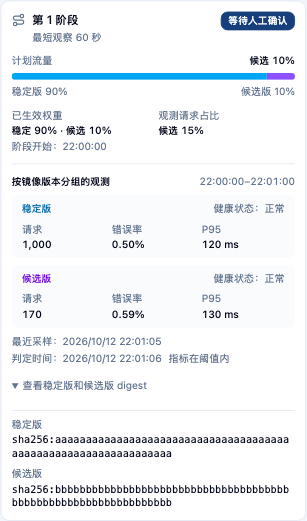 第 1 阶段
等待人工确认
最短观察 60 秒
计划流量
候选 10%
稳定版 90%
候选版 10%
已生效权重
观测请求占比
稳定 90% · 候选 10%
候选 15%
阶段开始：22:00:00
按镜像版本分组的观测
22:00:00–22:01:00
稳定版
健康状态：正常
请求
错误率
P95
1,000
0.50%
120 ms
候选版
健康状态：正常
请求
错误率
P95
170
0.59%
130 ms
最近采样：2026/10/12 22:01:05
判定时间：2026/10/12 22:01:06 指标在阈值内
▼ 查看稳定版和候选版 digest
稳定版
sha256:aaaaaaaaaaaaaaaaaaaaaaaaaaaaaaaaaaaaaa
aaaaaaaaaaaaaaaaaaaaaaaaaa
候选版
sha256:bbbbbbbbbbbbbbbbbbbbbbbbbbbbbbbbbbbbbb
bbbbbbbbbbbbbbbbbbbbbbbbbb